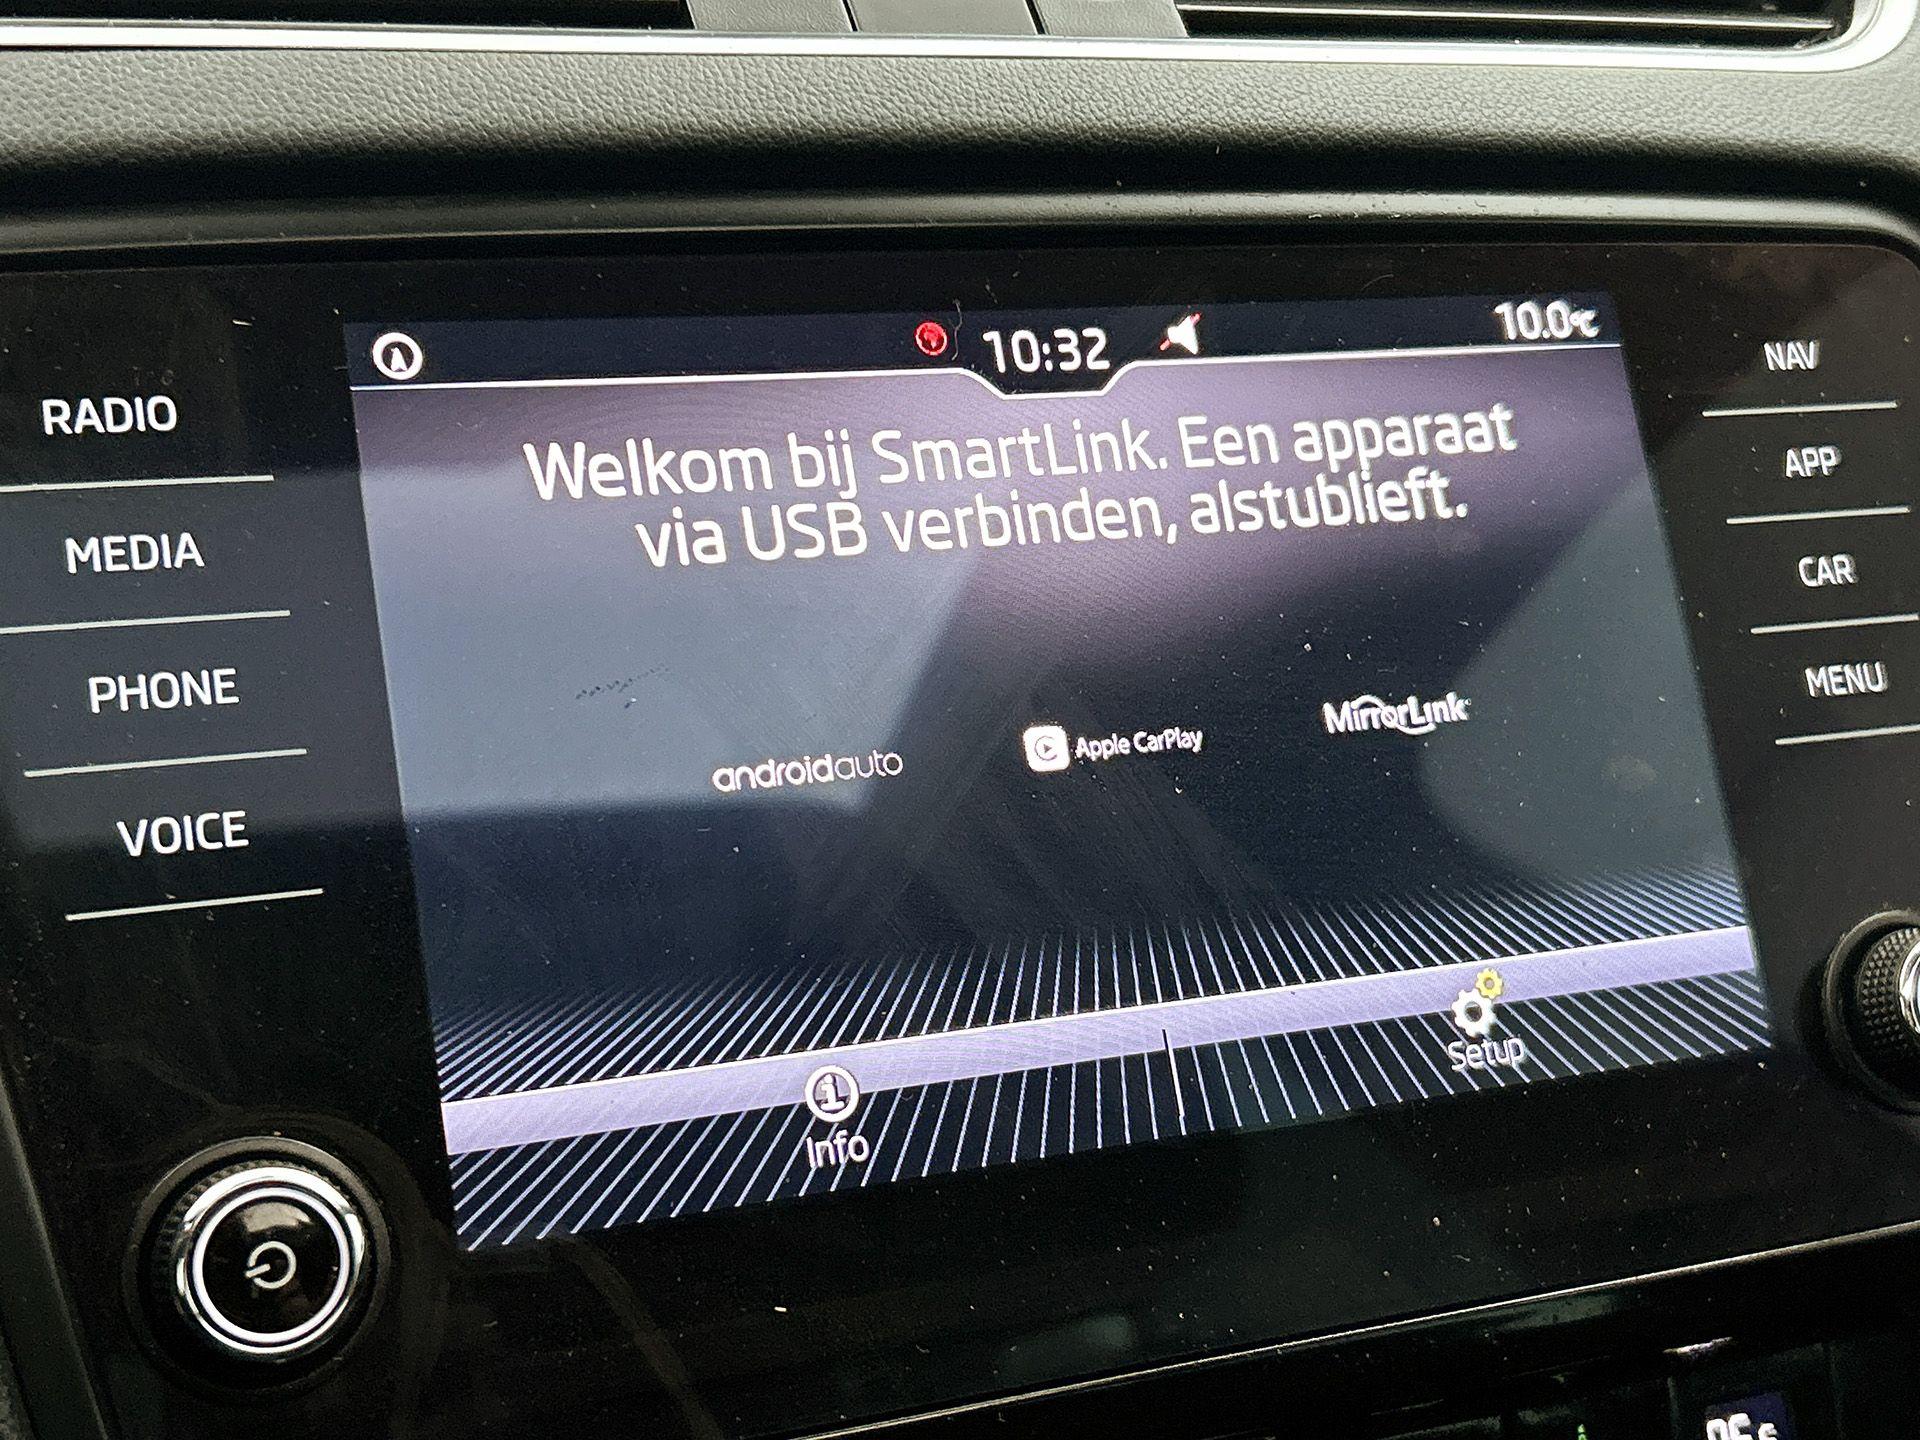 10:32
10.0°C
RADIO
MEDIA
PHONE
VOICE
Welkom bij SmartLink. Een apparaat
via USB verbinden, alstublieft.
androidauto
Apple CarPlay
MirrorLink
Info
Setup
NAV
APP
CAR
MENU